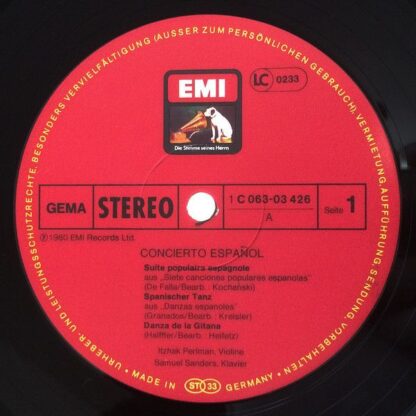 EMI
Die Stimme seines Herrn
LC 0233
GEMA
STEREO
1 C 063-03 426
A
Seite 1
℗1980 EMI Records Ltd.
CONCIERTO ESPAÑOL
Suite populaire espagnole
aus „Siete canciones populares espanolas"
(De Falla/Bearb.: Kochański)
Spanischer Tanz
aus „Danzas espanolas"
(Granados/Bearb.: Kreisler)
Danza de la Gitana
(Halffter/Bearb.: Heifetz)
Itzhak Perlman, Violine
Samuel Sanders, Klavier
URHEBER- UND LEISTUNGSSCHUTZRECHTE, BESONDERS VERVIELFÄLTIGUNG (AUSSER ZUM PERSÖNLICHEN GEBRAUCH), VERMIETUNG, AUFFÜHRUNG, SENDUNG, VORBEHALTEN
MADE IN GERMANY
ST 33